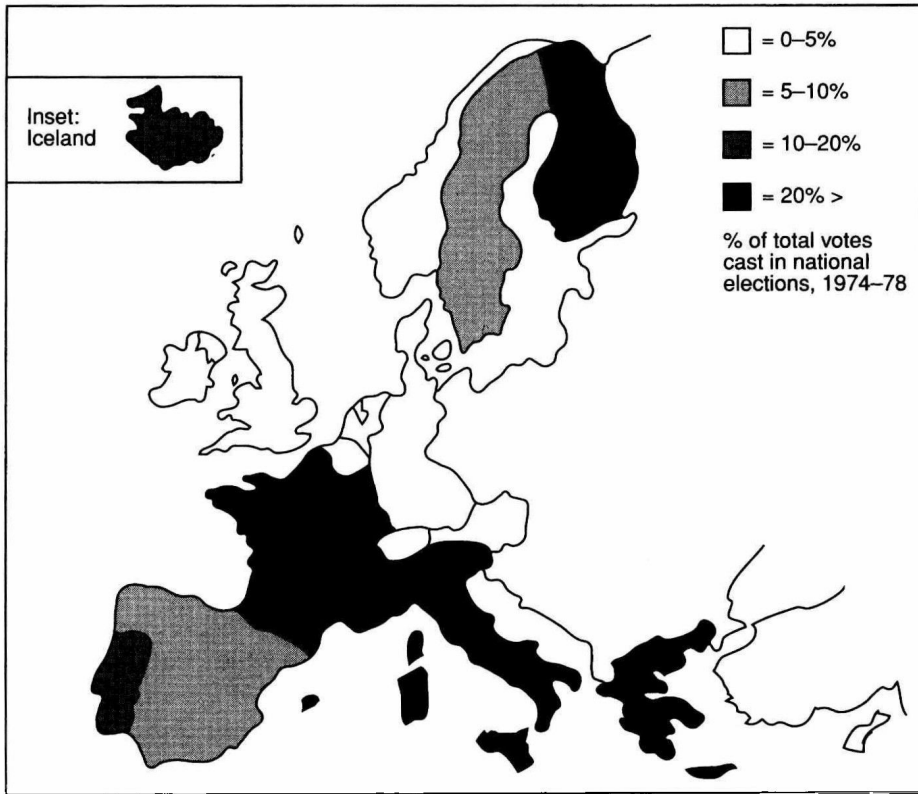 Inset:
Iceland
= 0–5%
= 5–10%
= 10–20%
= 20% >
% of total votes
cast in national
elections, 1974–78